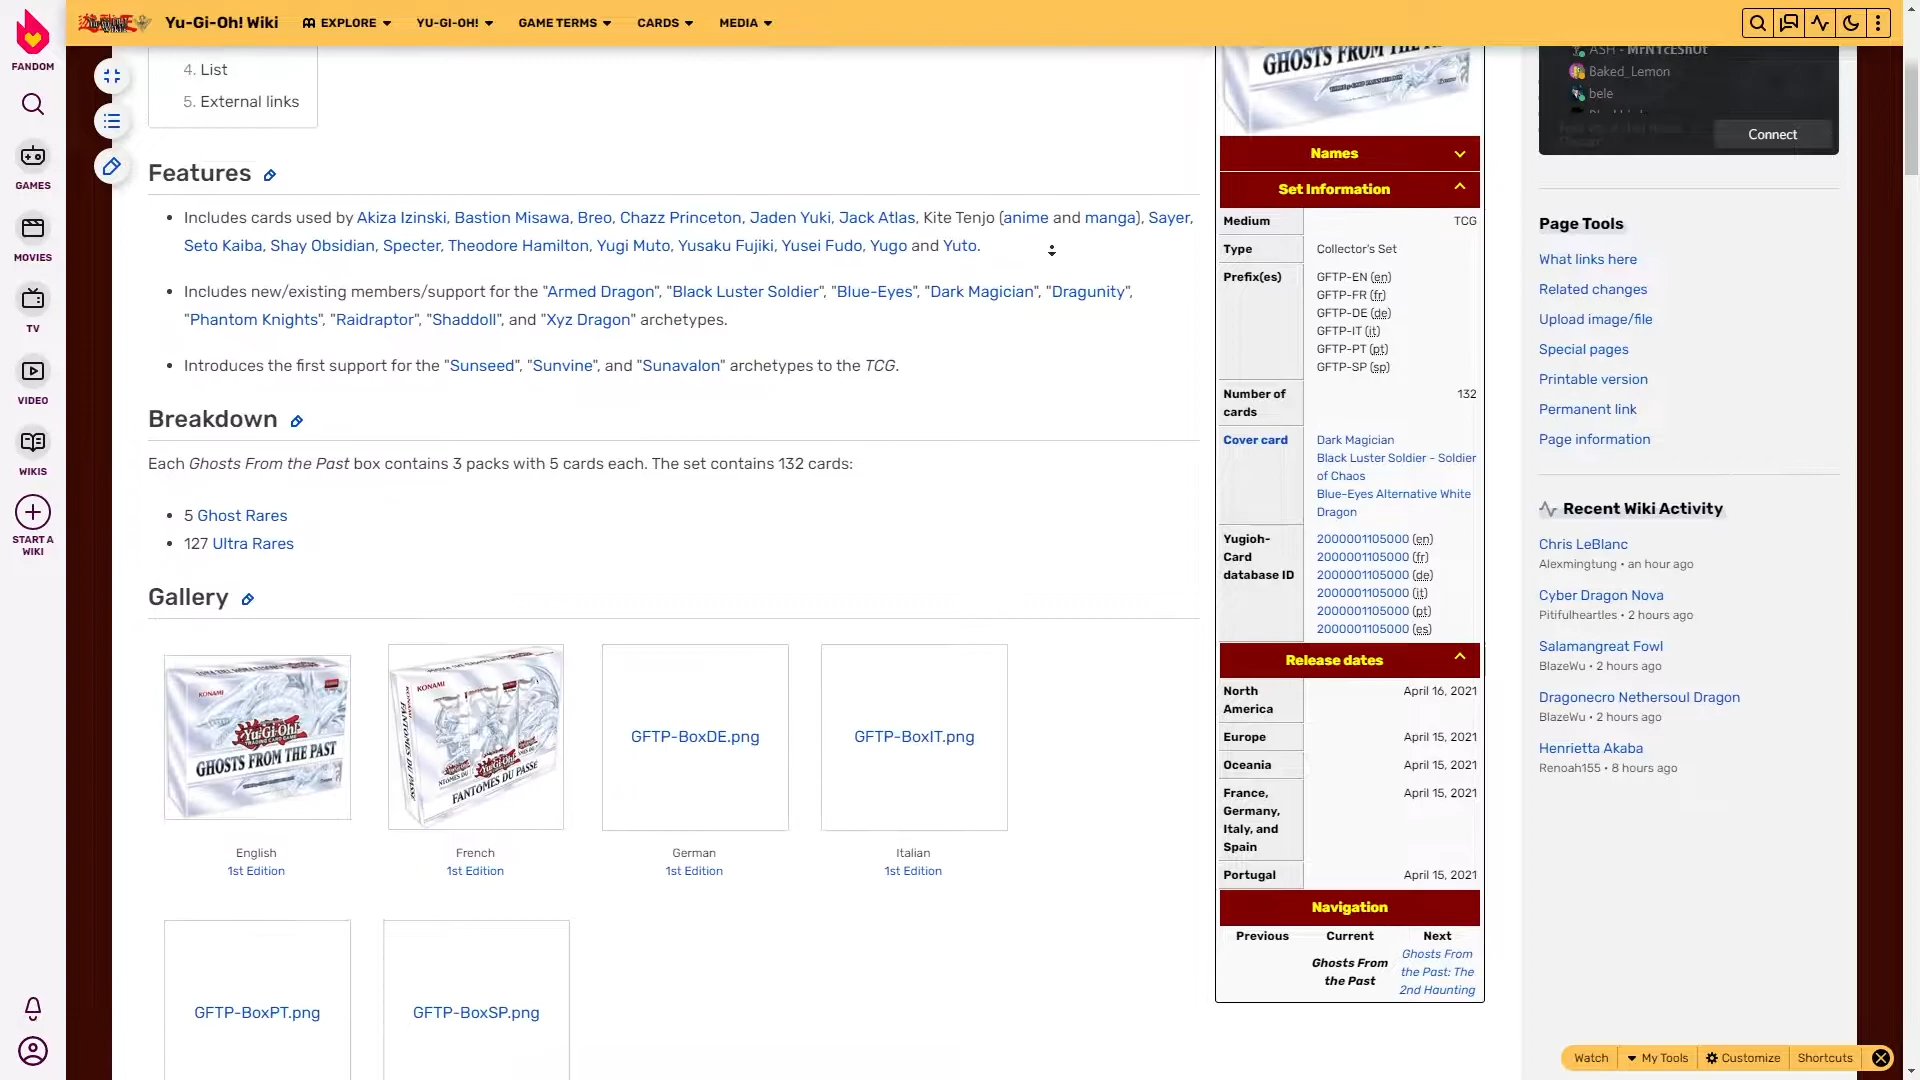 Yu-Gi-Oh! Wiki
EXPLORE
YU-GI-OH!
GAME TERMS
CARDS
MEDIA
FANDOM
GAMES
MOVIES
TV
VIDEO
WIKIS
START A
WIKI
4. List
5. External links
Features
Includes cards used by Akiza Izinski, Bastion Misawa, Breo, Chazz Princeton, Jaden Yuki, Jack Atlas, Kite Tenjo (anime and manga), Sayer,
Seto Kaiba, Shay Obsidian, Specter, Theodore Hamilton, Yugi Muto, Yusaku Fujiki, Yusei Fudo, Yugo and Yuto.
Includes new/existing members/support for the "Armed Dragon", "Black Luster Soldier", "Blue-Eyes", "Dark Magician", "Dragunity",
"Phantom Knights", "Raidraptor", "Shaddoll", and "Xyz Dragon" archetypes.
Introduces the first support for the "Sunseed", "Sunvine", and "Sunavalon" archetypes to the TCG.
Breakdown
Each Ghosts From the Past box contains 3 packs with 5 cards each. The set contains 132 cards:
5 Ghost Rares
127 Ultra Rares
Gallery
KONAMI
Yu-Gi-Oh!
GHOSTS FROM THE PAST
KONAMI
Yu-Gi-Oh!
FANTÔMES DU PASSÉ
GFTP-BoxDE.png
GFTP-BoxIT.png
English
1st Edition
French
1st Edition
German
1st Edition
Italian
1st Edition
GFTP-BoxPT.png
GFTP-BoxSP.png
GHOSTS FROM THE PAST
Names
Set Information
Medium
TCG
Type
Collector's Set
Prefix(es)
GFTP-EN (en)
GFTP-FR (fr)
GFTP-DE (de)
GFTP-IT (it)
GFTP-PT (pt)
GFTP-SP (sp)
Number of
cards
132
Cover card
Dark Magician
Black Luster Soldier - Soldier
of Chaos
Blue-Eyes Alternative White
Dragon
Yugioh-
Card
database ID
2000001105000 (en)
2000001105000 (fr)
2000001105000 (de)
2000001105000 (it)
2000001105000 (pt)
2000001105000 (es)
Release dates
North
America
April 16, 2021
Europe
April 15, 2021
Oceania
April 15, 2021
France,
Germany,
Italy, and
Spain
April 15, 2021
Portugal
April 15, 2021
Navigation
Previous
Current
Next
Ghosts From
the Past
Ghosts From
the Past: The
2nd Haunting
ASH - MrN1cEShOt
Baked_Lemon
bele
Connect
Page Tools
What links here
Related changes
Upload image/file
Special pages
Printable version
Permanent link
Page information
Recent Wiki Activity
Chris LeBlanc
Alexmingtung • an hour ago
Cyber Dragon Nova
Pitifulheartles • 2 hours ago
Salamangreat Fowl
BlazeWu • 2 hours ago
Dragonecro Nethersoul Dragon
BlazeWu • 2 hours ago
Henrietta Akaba
Renoah155 • 8 hours ago
Watch
My Tools
Customize
Shortcuts